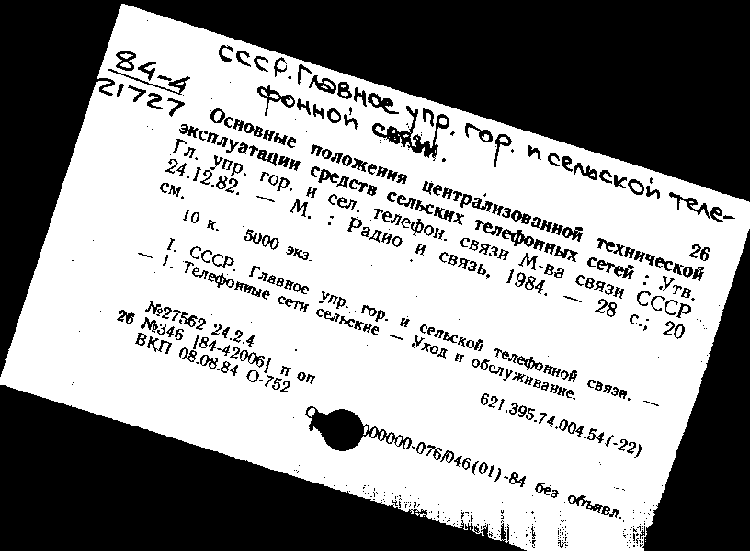 84-4
21727
СССР. Главное упр. гор. и сельской теле-
фонной связи.
26
Основные положения централизованной технической
эксплуатации средств сельских телефонных сетей : Утв.
Гл. упр. гор. и сел. телефон. связи М-ва связи СССР
24.12.82. — М. : Радио и связь, 1984. — 28 с.; 20
см.
10 к. 5000 экз.
I. СССР. Главное упр. гор. и сельской телефонной связи. —
— 1. Телефонные сети сельские — Уход и обслуживание.
621.395.74.004.54(-22)
№27562 24.2.4
26 №346 [84-42006] п оп
ВКП 08.08.84 О-752
000000-076/046(01)-84 без объявл.